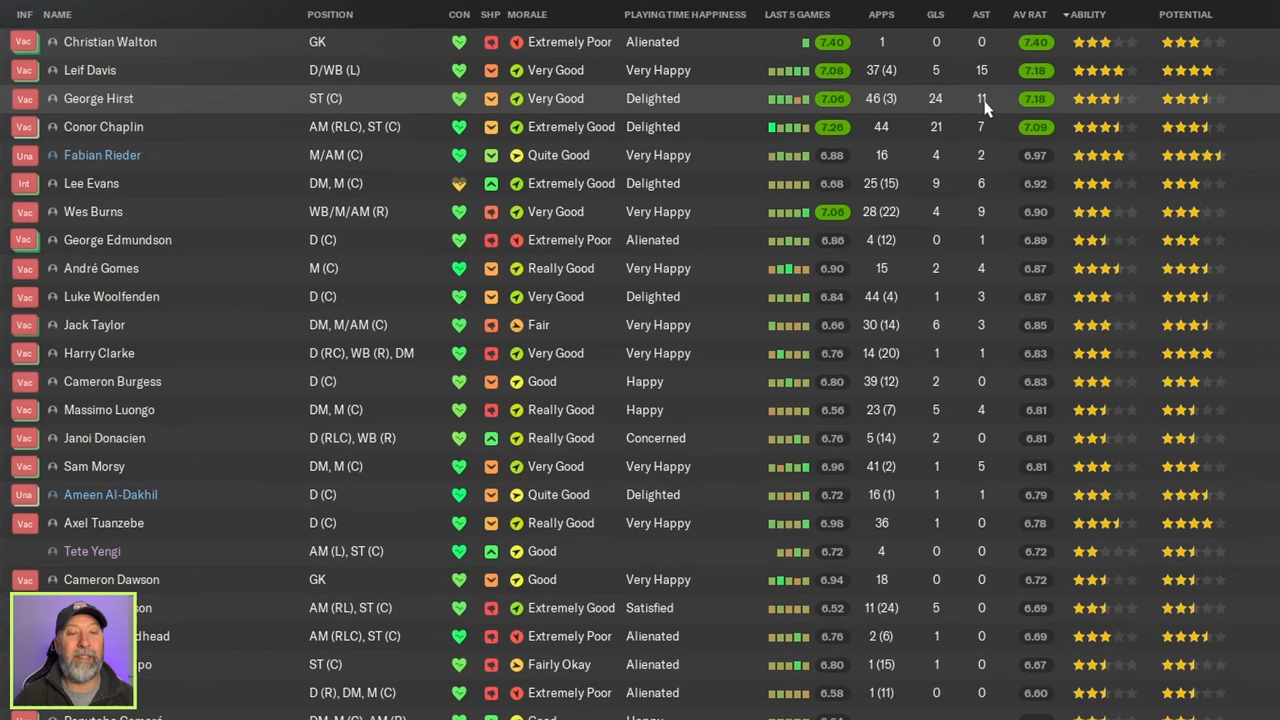 INF NAME POSITION CON SHP MORALE PLAYING TIME HAPPINESS LAST 5 GAMES APPS GLS AST AV RAT ABILITY POTENTIAL
Vac Christian Walton GK Extremely Poor Alienated 7.40 1 0 0 7.40
Vac Leif Davis D/WB (L) Very Good Very Happy 7.08 37 (4) 5 15 7.18
Vac George Hirst ST (C) Very Good Delighted 7.06 46 (3) 24 11 7.18
Vac Conor Chaplin AM (RLC), ST (C) Extremely Good Delighted 7.26 44 21 7 7.09
Una Fabian Rieder M/AM (C) Quite Good Very Happy 6.88 16 4 2 6.97
Int Lee Evans DM, M (C) Extremely Good Delighted 6.68 25 (15) 9 6 6.92
Vac Wes Burns WB/M/AM (R) Very Good Very Happy 7.06 28 (22) 4 9 6.90
Vac George Edmundson D (C) Extremely Poor Alienated 6.86 4 (12) 0 1 6.89
Vac André Gomes M (C) Really Good Very Happy 6.90 15 2 4 6.87
Vac Luke Woolfenden D (C) Very Good Delighted 6.84 44 (4) 1 3 6.87
Vac Jack Taylor DM, M/AM (C) Fair Very Happy 6.66 30 (14) 6 3 6.85
Vac Harry Clarke D (RC), WB (R), DM Very Good Very Happy 6.76 14 (20) 1 1 6.83
Vac Cameron Burgess D (C) Good Happy 6.80 39 (12) 2 0 6.83
Vac Massimo Luongo DM, M (C) Really Good Happy 6.56 23 (7) 5 4 6.81
Vac Janoi Donacien D (RLC), WB (R) Really Good Concerned 6.76 5 (14) 2 0 6.81
Vac Sam Morsy DM, M (C) Very Good Very Happy 6.96 41 (2) 1 5 6.81
Una Ameen Al-Dakhil D (C) Quite Good Delighted 6.72 16 (1) 1 1 6.79
Vac Axel Tuanzebe D (C) Really Good Very Happy 6.98 36 1 0 6.78
Tete Yengi AM (L), ST (C) Good 6.72 4 0 0 6.72
Vac Cameron Dawson GK Good Very Happy 6.94 18 0 0 6.72
son AM (RL), ST (C) Extremely Good Satisfied 6.52 11 (24) 5 0 6.69
dhead AM (RLC), ST (C) Extremely Poor Alienated 6.76 2 (6) 1 0 6.69
po ST (C) Fairly Okay Alienated 6.80 1 (15) 1 0 6.67
D (R), DM, M (C) Extremely Poor Alienated 6.58 1 (11) 0 0 6.60